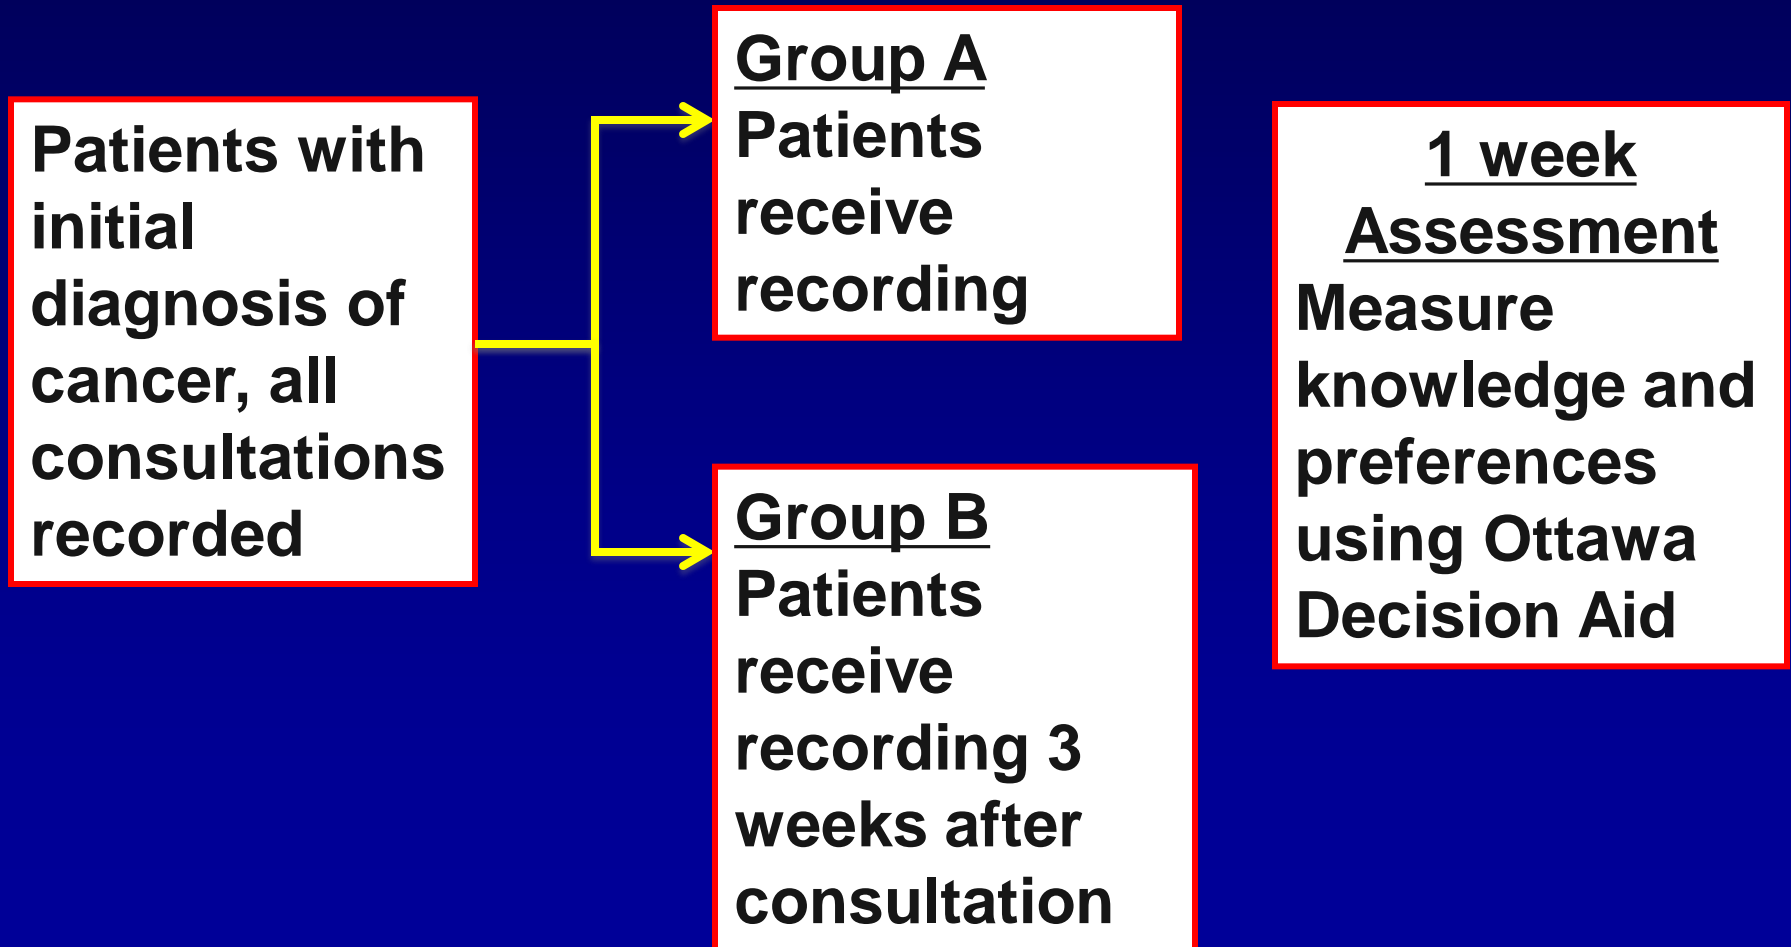 Patients with
initial
diagnosis of
cancer, all
consultations
recorded
Group A
Patients
receive
recording
Group B
Patients
receive
recording 3
weeks after
consultation
1 week
Assessment
Measure
knowledge and
preferences
using Ottawa
Decision Aid